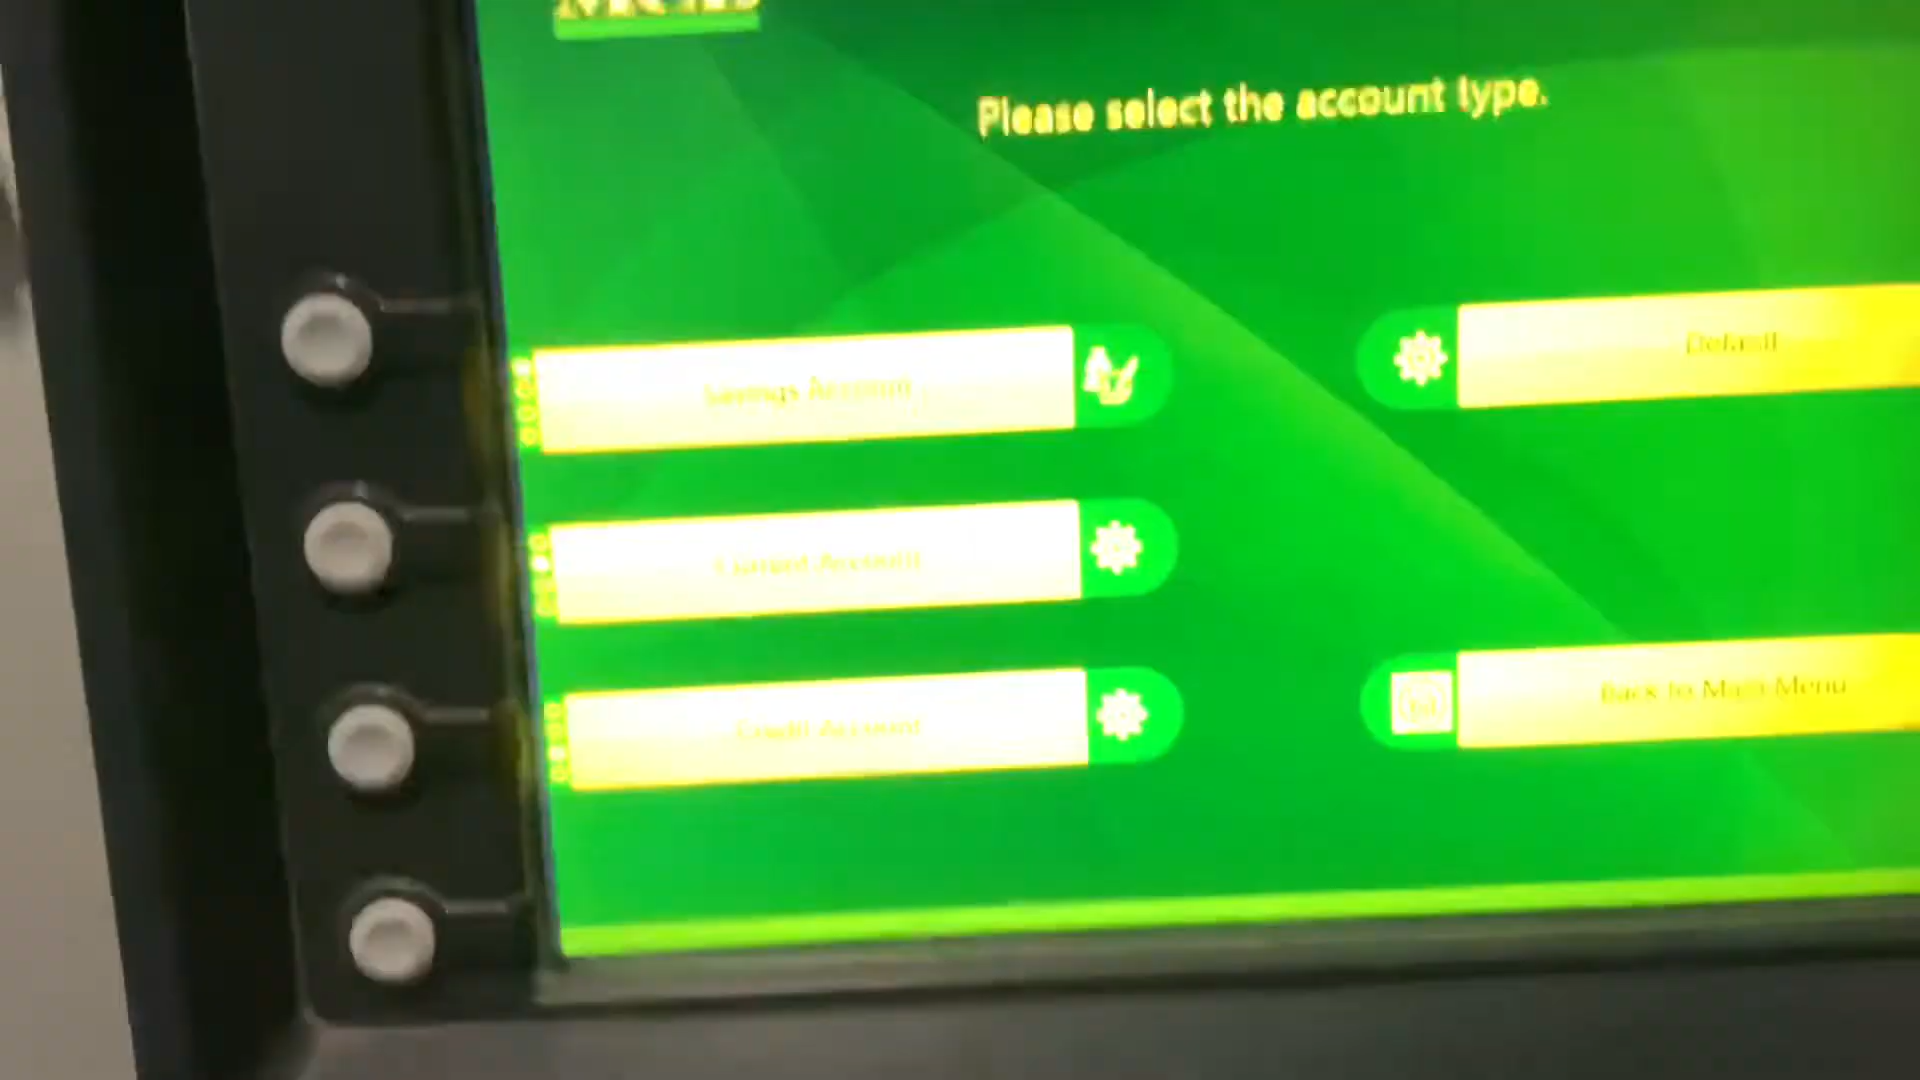 Please select the account type.
Savings Account
Default
Current Account
Credit Account
Back to Main Menu